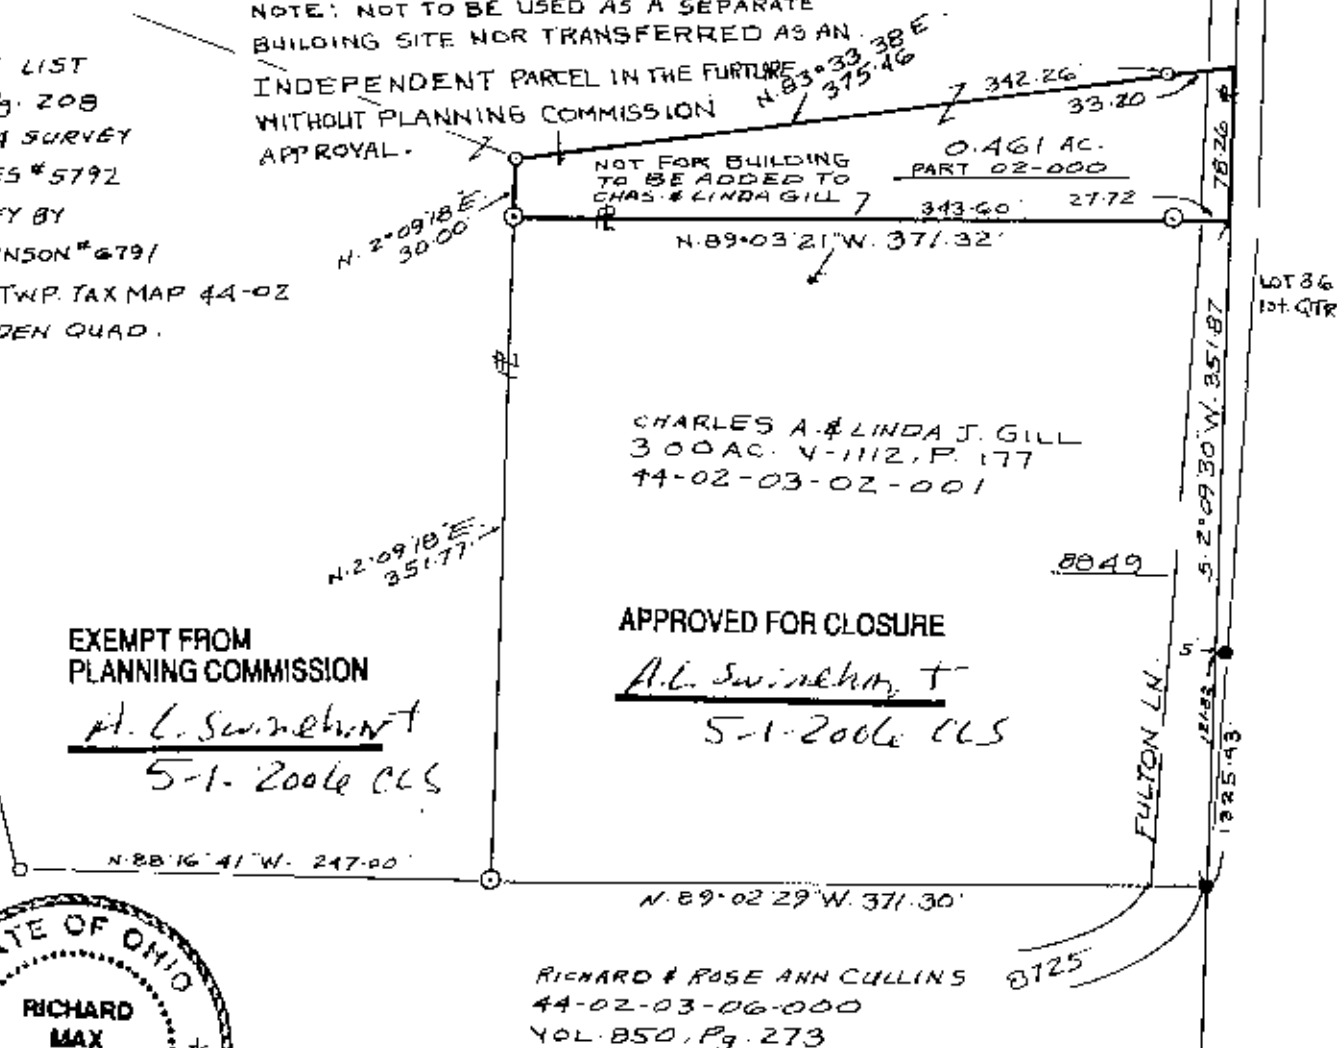 NOTE: NOT TO BE USED AS A SEPARATE
BUILDING SITE NOR TRANSFERRED AS AN
INDEPENDENT PARCEL IN THE FURTURE
WITHOUT PLANNING COMMISSION
APPROVAL.
LIST
g. 208
SURVEY
ES #5792
EY BY
NSON #6791
TWP. TAX MAP 44-02
DEN QUAD.
N. 83°33'38 E.
375.46
342.26'
33.20
0.461 AC.
PART 02-000
78.26
NOT FOR BUILDING
TO BE ADDED TO
CHAS. & LINDA GILL
343.60'
27.72
N. 2°09'18 E.
30.00'
N. 89°03'21" W. 371.32'
LOT 36
1st. QTR
S. 2°09'30" W. 351.87
CHARLES A. & LINDA J. GILL
3.00 AC. V-1112, P. 177
44-02-03-02-001
N. 2°09'18 E.
351.77'
8849
EXEMPT FROM
PLANNING COMMISSION
A. L. Swinehart
5-1-2006 CLS
APPROVED FOR CLOSURE
A.L. Swinehart
5-1-2006 CLS
5'
FULTON LN.
1325.43'
N. 88°16'41" W. 247.00'
N. 89°02'29" W. 371.30'
8725
RICHARD & ROSE ANN CULLINS
44-02-03-06-000
VOL. 850, Pg. 273
ATE OF OHIO
RICHARD
MAX